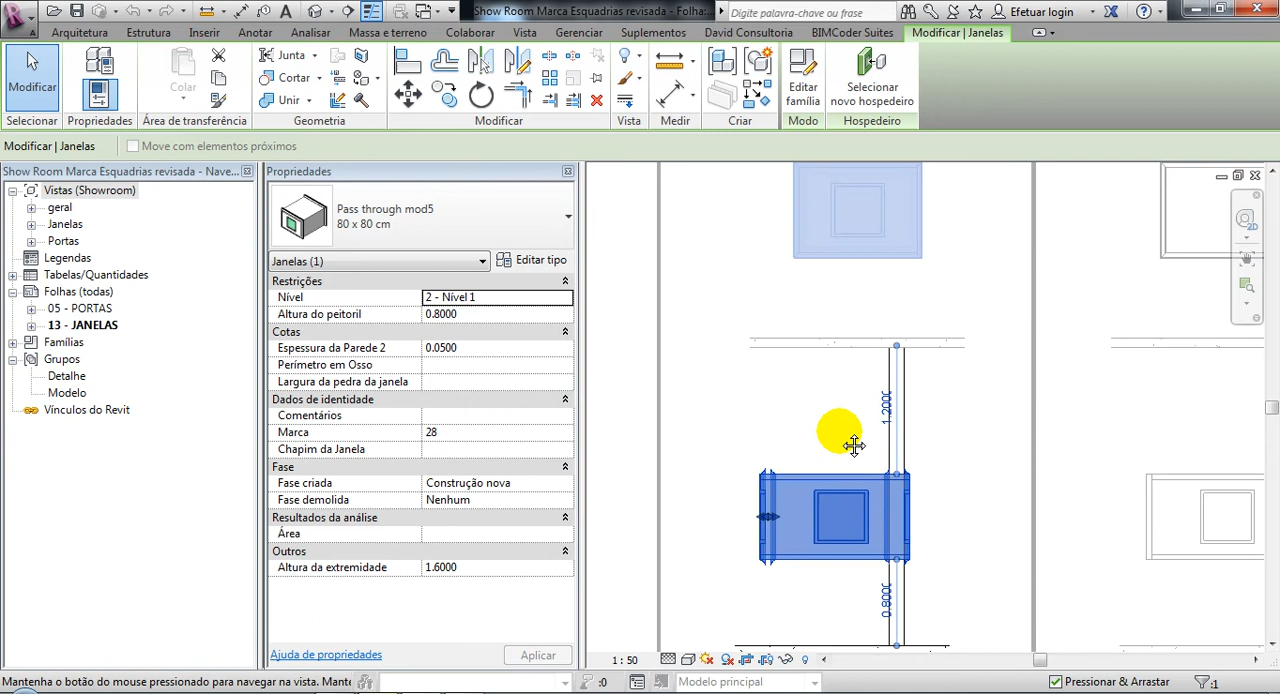 Show Room Marca Esquadrias revisada - Folha:...
Digite palavra-chave ou frase
Efetuar login
Arquitetura Estrutura Inserir Anotar Analisar Massa e terreno Colaborar Vista Gerenciar Suplementos David Consultoria BIMCoder Suites Modificar | Janelas
Modificar
Colar
Junta
Cortar
Unir
Editar família
Selecionar novo hospedeiro
Selecionar Propriedades Área de transferência Geometria Modificar Vista Medir Criar Modo Hospedeiro
Modificar | Janelas
Move com elementos próximos
Show Room Marca Esquadrias revisada - Nave...
Vistas (Showroom)
geral
Janelas
Portas
Legendas
Tabelas/Quantidades
Folhas (todas)
05 - PORTAS
13 - JANELAS
Famílias
Grupos
Detalhe
Modelo
Vínculos do Revit
Propriedades
Pass through mod5
80 x 80 cm
Janelas (1)
Editar tipo
Restrições
Nível 2 - Nível 1
Altura do peitoril 0.8000
Cotas
Espessura da Parede 2 0.0500
Perímetro em Osso
Largura da pedra da janela
Dados de identidade
Comentários
Marca 28
Chapim da Janela
Fase
Fase criada Construção nova
Fase demolida Nenhum
Resultados da análise
Área
Outros
Altura da extremidade 1.6000
Ajuda de propriedades
Aplicar
2D
1.2000
0.8000
1 : 50
Mantenha o botão do mouse pressionado para navegar na vista. Mante
:0
Modelo principal
Pressionar & Arrastar
:1